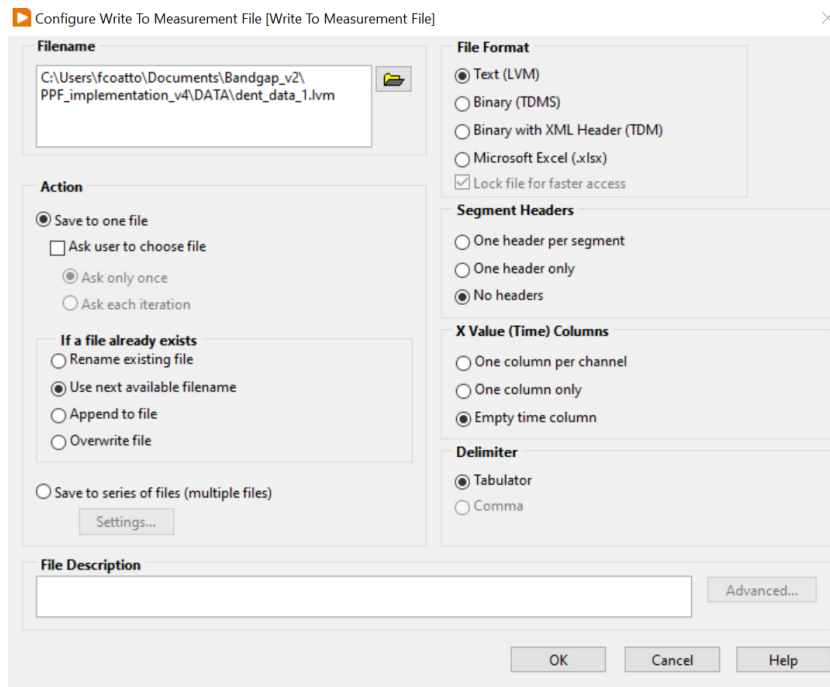 Configure Write To Measurement File [Write To Measurement File]
Filename
C:\Users\fcoatto\Documents\Bandgap_v2\
PPF_implementation_v4\DATA\dent_data_1.lvm
Action
Save to one file
Ask user to choose file
Ask only once
Ask each iteration
If a file already exists
Rename existing file
Use next available filename
Append to file
Overwrite file
Save to series of files (multiple files)
Settings...
File Format
Text (LVM)
Binary (TDMS)
Binary with XML Header (TDM)
Microsoft Excel (.xlsx)
Lock file for faster access
Segment Headers
One header per segment
One header only
No headers
X Value (Time) Columns
One column per channel
One column only
Empty time column
Delimiter
Tabulator
Comma
File Description
Advanced...
OK
Cancel
Help